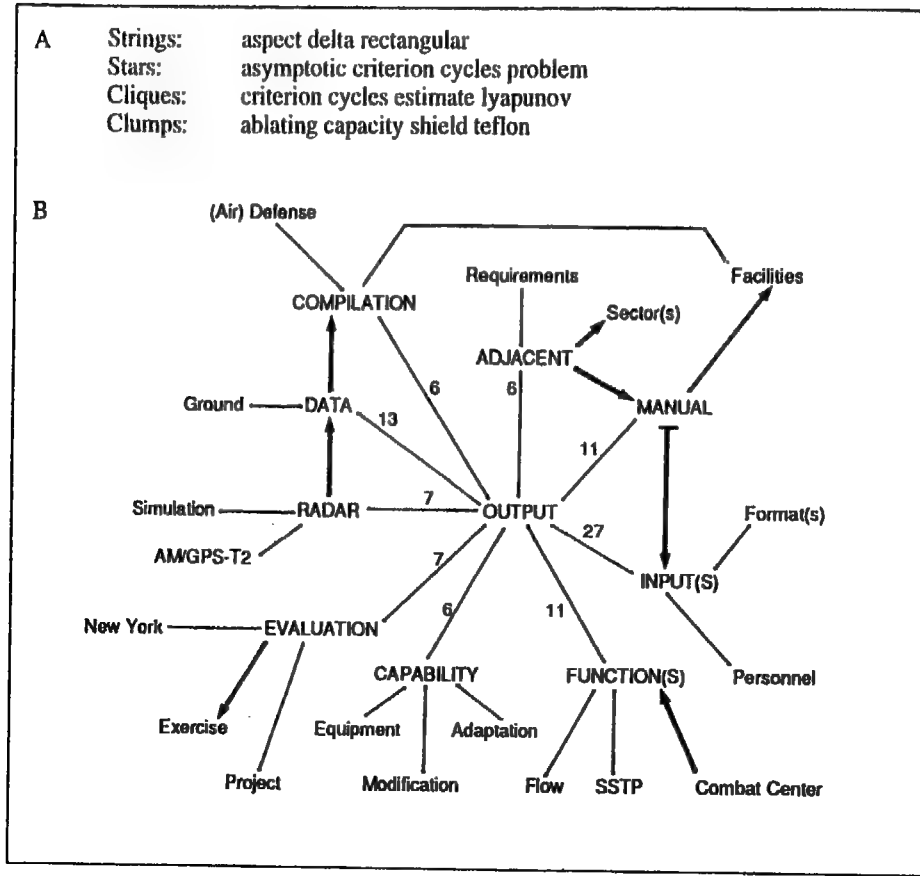 A Strings: aspect delta rectangular
Stars: asymptotic criterion cycles problem
Cliques: criterion cycles estimate lyapunov
Clumps: ablating capacity shield teflon
B
(Air) Defense
Requirements
Facilities
COMPILATION
Sector(s)
ADJACENT
6
6
Ground
DATA
13
MANUAL
11
Simulation
RADAR
7
OUTPUT
27
Format(s)
AM/GPS-T2
INPUT(S)
7
6
11
New York
EVALUATION
CAPABILITY
FUNCTION(S)
Personnel
Exercise
Equipment
Adaptation
Project
Modification
Flow
SSTP
Combat Center